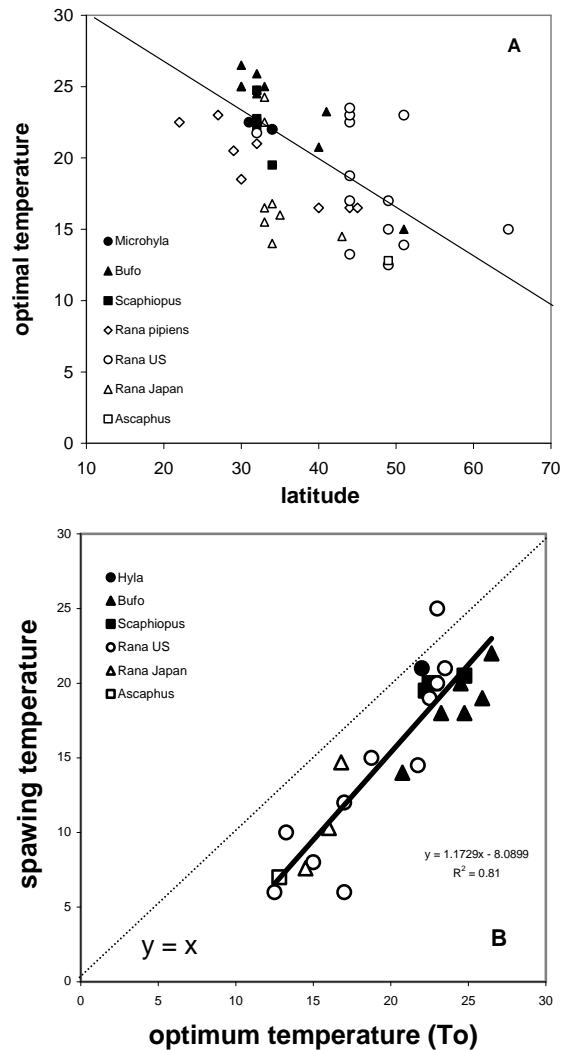 A
optimal temperature
30
25
20
15
10
5
0
Microhyla
Bufo
Scaphiopus
Rana pipiens
Rana US
Rana Japan
Ascaphus
10 20 30 40 50 60 70
latitude
spawing temperature
30
25
20
15
10
5
0
Hyla
Bufo
Scaphiopus
Rana US
Rana Japan
Ascaphus
y = 1.1729x - 8.0899
R² = 0.81
y = x
B
0 5 10 15 20 25 30
optimum temperature (To)